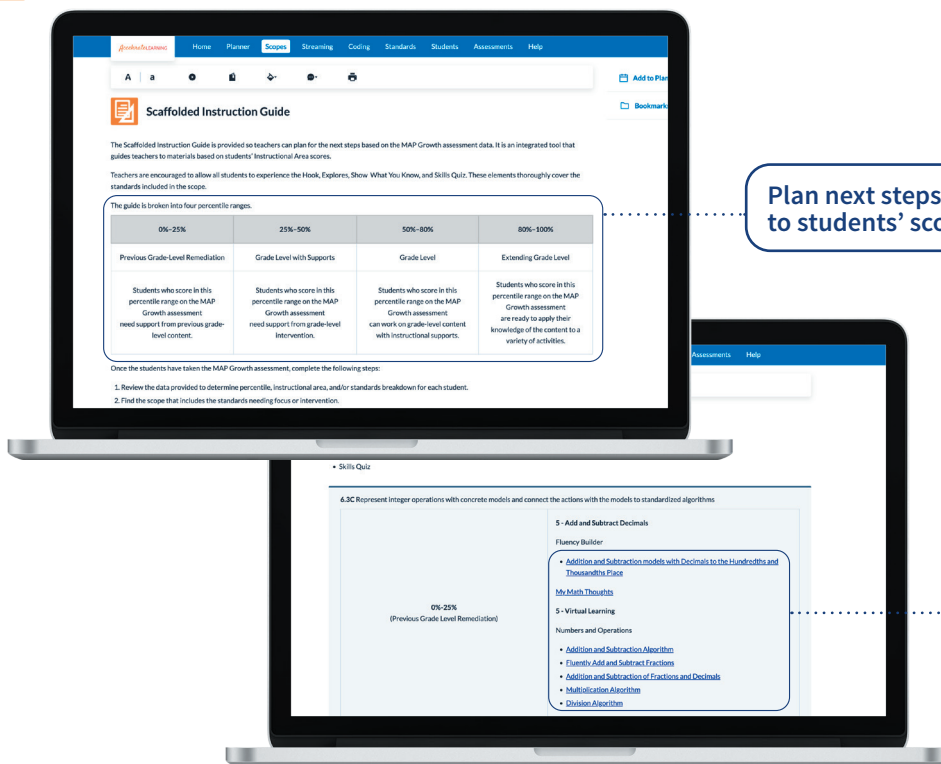 Accelerate Learning
Home Planner Scopes Streaming Coding Standards Students Assessments Help
A | a
Add to Plan
Bookmark
Scaffolded Instruction Guide
The Scaffolded Instruction Guide is provided so teachers can plan for the next steps based on the MAP Growth assessment data. It is an integrated tool that
guides teachers to materials based on students' Instructional Area scores.
Teachers are encouraged to allow all students to experience the Hook, Explores, Show What You Know, and Skills Quiz. These elements thoroughly cover the
standards included in the scope.
The guide is broken into four percentile ranges.
0%-25% 25%-50% 50%-80% 80%-100%
Previous Grade-Level Remediation Grade Level with Supports Grade Level Extending Grade Level
Students who score in this
percentile range on the MAP
Growth assessment
need support from previous grade-
level content.
Students who score in this
percentile range on the MAP
Growth assessment
need support from grade-level
intervention.
Students who score in this
percentile range on the MAP
Growth assessment
can work on grade-level content
with instructional supports.
Students who score in this
percentile range on the MAP
Growth assessment
are ready to apply their
knowledge of the content to a
variety of activities.
Once the students have taken the MAP Growth assessment, complete the following steps:
1. Review the data provided to determine percentile, instructional area, and/or standards breakdown for each student.
2. Find the scope that includes the standards needing focus or intervention.
Plan next steps
to students' sco
Assessments Help
• Skills Quiz
6.3C Represent integer operations with concrete models and connect the actions with the models to standardized algorithms
0%-25%
(Previous Grade Level Remediation)
5 - Add and Subtract Decimals
Fluency Builder
• Addition and Subtraction models with Decimals to the Hundredths and
Thousandths Place
My Math Thoughts
5 - Virtual Learning
Numbers and Operations
• Addition and Subtraction Algorithm
• Fluently Add and Subtract Fractions
• Addition and Subtraction of Fractions and Decimals
• Multiplication Algorithm
• Division Algorithm